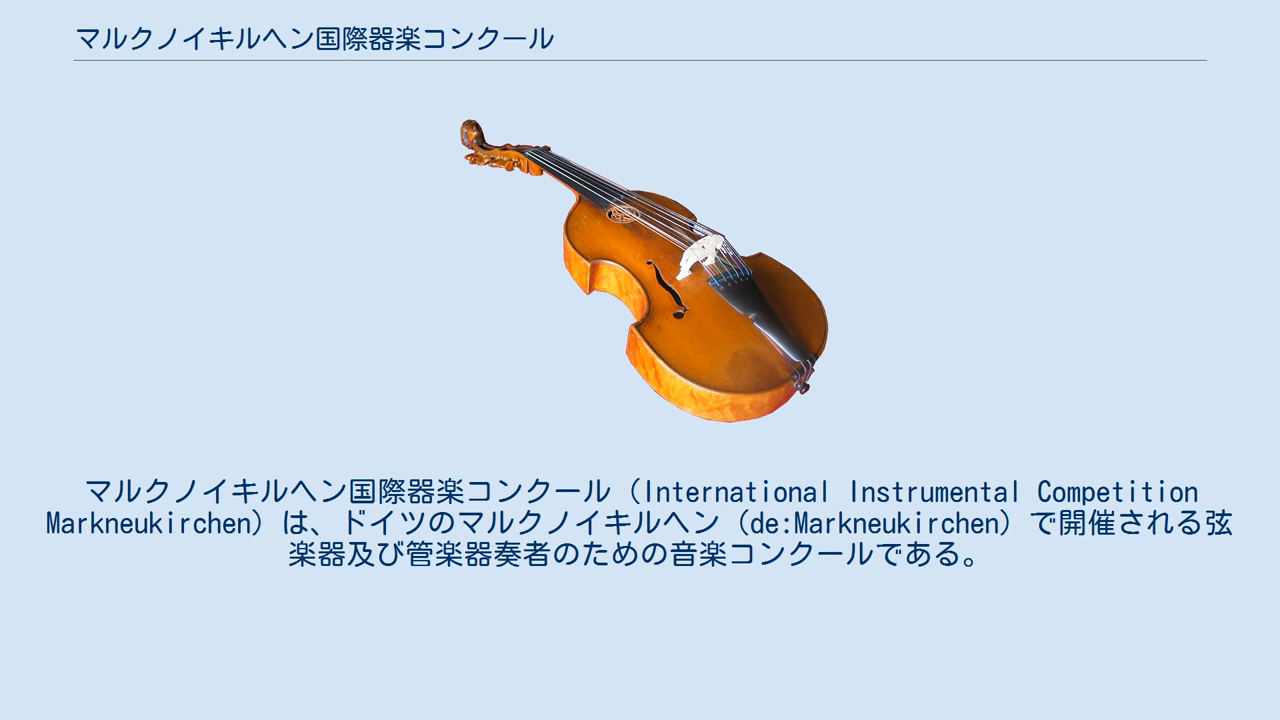 マルクノイキルヘン国際器楽コンクール
マルクノイキルヘン国際器楽コンクール（International Instrumental Competition
Markneukirchen）は、ドイツのマルクノイキルヘン（de:Markneukirchen）で開催される弦
楽器及び管楽器奏者のための音楽コンクールである。